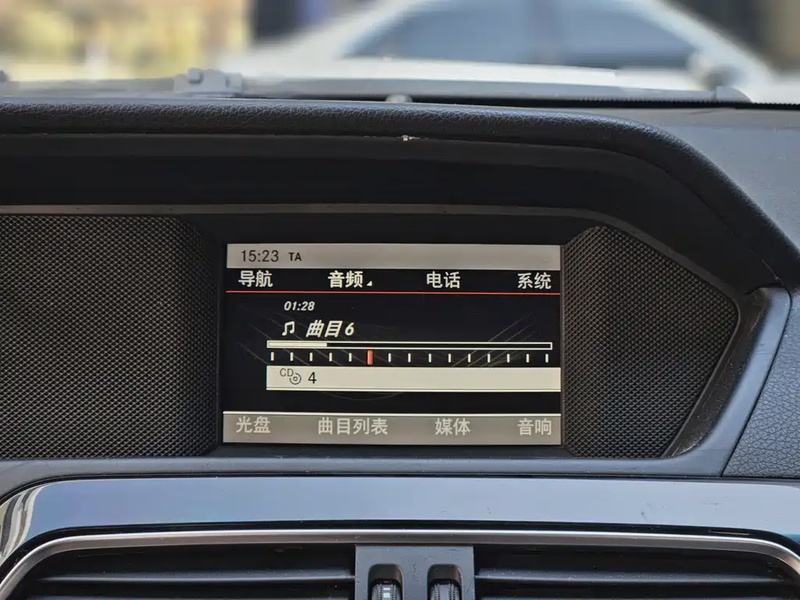 15:23 TA
导航 音频 电话 系统
01:28
曲目6
CD 4
光盘 曲目列表 媒体 音响